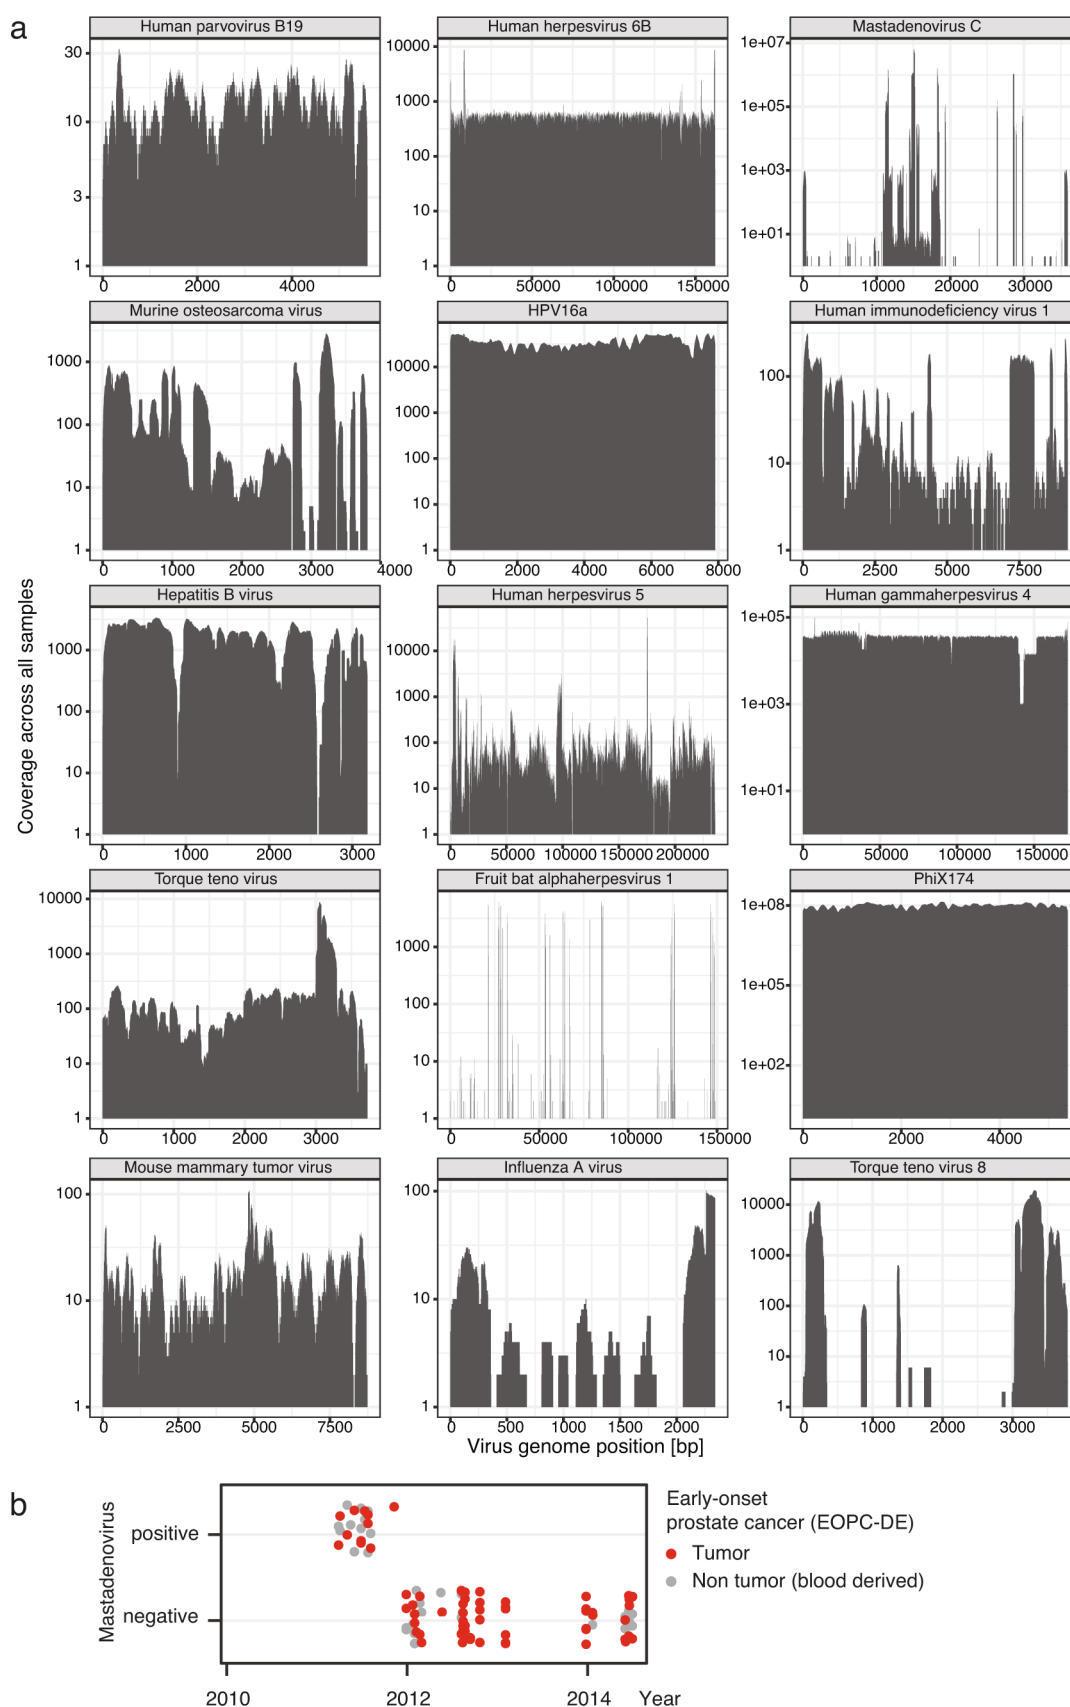 a
Human parvovirus B19
Human herpesvirus 6B
Mastadenovirus C
30
10
3
1
0 2000 4000
10000
1000
100
10
1
0 50000 100000 150000
1e+07
1e+05
1e+03
1e+01
0 10000 20000 30000
Murine osteosarcoma virus
HPV16a
Human immunodeficiency virus 1
1000
100
10
1
0 1000 2000 3000 4000
10000
1000
100
10
1
0 2000 4000 6000 8000
100
10
1
0 2500 5000 7500
Coverage across all samples
Hepatitis B virus
Human herpesvirus 5
Human gammaherpesvirus 4
1000
100
10
1
0 1000 2000 3000
10000
1000
100
10
1
0 50000 100000 150000 200000
1e+05
1e+03
1e+01
0 50000 100000 150000
Torque teno virus
Fruit bat alphaherpesvirus 1
PhiX174
10000
1000
100
10
1
0 1000 2000 3000
1000
100
10
1
0 50000 100000 150000
1e+08
1e+05
1e+02
0 2000 4000
Mouse mammary tumor virus
Influenza A virus
Torque teno virus 8
100
10
1
0 2500 5000 7500
100
10
1
0 500 1000 1500 2000
10000
1000
100
10
1
0 1000 2000 3000
Virus genome position [bp]
b
Mastadenovirus
positive
negative
2010 2012 2014 Year
Early-onset
prostate cancer (EOPC-DE)
Tumor
Non tumor (blood derived)